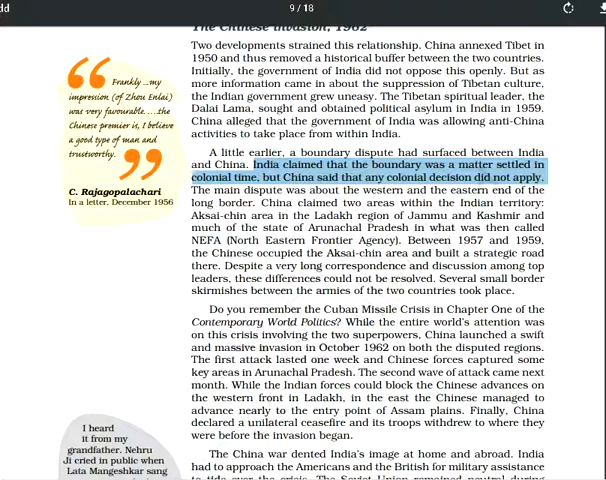 dd
9 / 18
The Chinese invasion, 1962
Two developments strained this relationship. China annexed Tibet in
1950 and thus removed a historical buffer between the two countries.
Initially, the government of India did not oppose this openly. But as
more information came in about the suppression of Tibetan culture,
the Indian government grew uneasy. The Tibetan spiritual leader, the
Dalai Lama, sought and obtained political asylum in India in 1959.
China alleged that the government of India was allowing anti-China
activities to take place from within India.
A little earlier, a boundary dispute had surfaced between India
and China. India claimed that the boundary was a matter settled in
colonial time, but China said that any colonial decision did not apply.
The main dispute was about the western and the eastern end of the
long border. China claimed two areas within the Indian territory:
Aksai-chin area in the Ladakh region of Jammu and Kashmir and
much of the state of Arunachal Pradesh in what was then called
NEFA (North Eastern Frontier Agency). Between 1957 and 1959,
the Chinese occupied the Aksai-chin area and built a strategic road
there. Despite a very long correspondence and discussion among top
leaders, these differences could not be resolved. Several small border
skirmishes between the armies of the two countries took place.
Do you remember the Cuban Missile Crisis in Chapter One of the
Contemporary World Politics? While the entire world's attention was
on this crisis involving the two superpowers, China launched a swift
and massive invasion in October 1962 on both the disputed regions.
The first attack lasted one week and Chinese forces captured some
key areas in Arunachal Pradesh. The second wave of attack came next
month. While the Indian forces could block the Chinese advances on
the western front in Ladakh, in the east the Chinese managed to
advance nearly to the entry point of Assam plains. Finally, China
declared a unilateral ceasefire and its troops withdrew to where they
were before the invasion began.
The China war dented India's image at home and abroad. India
had to approach the Americans and the British for military assistance
to tide over the crisis. The Soviet Union remained neutral during
“ Frankly ...my
impression (of Zhou Enlai)
was very favourable.....the
Chinese premier is, I believe
a good type of man and
trustworthy. ”
C. Rajagopalachari
In a letter, December 1956
I heard
it from my
grandfather. Nehru
Ji cried in public when
Lata Mangeshkar sang